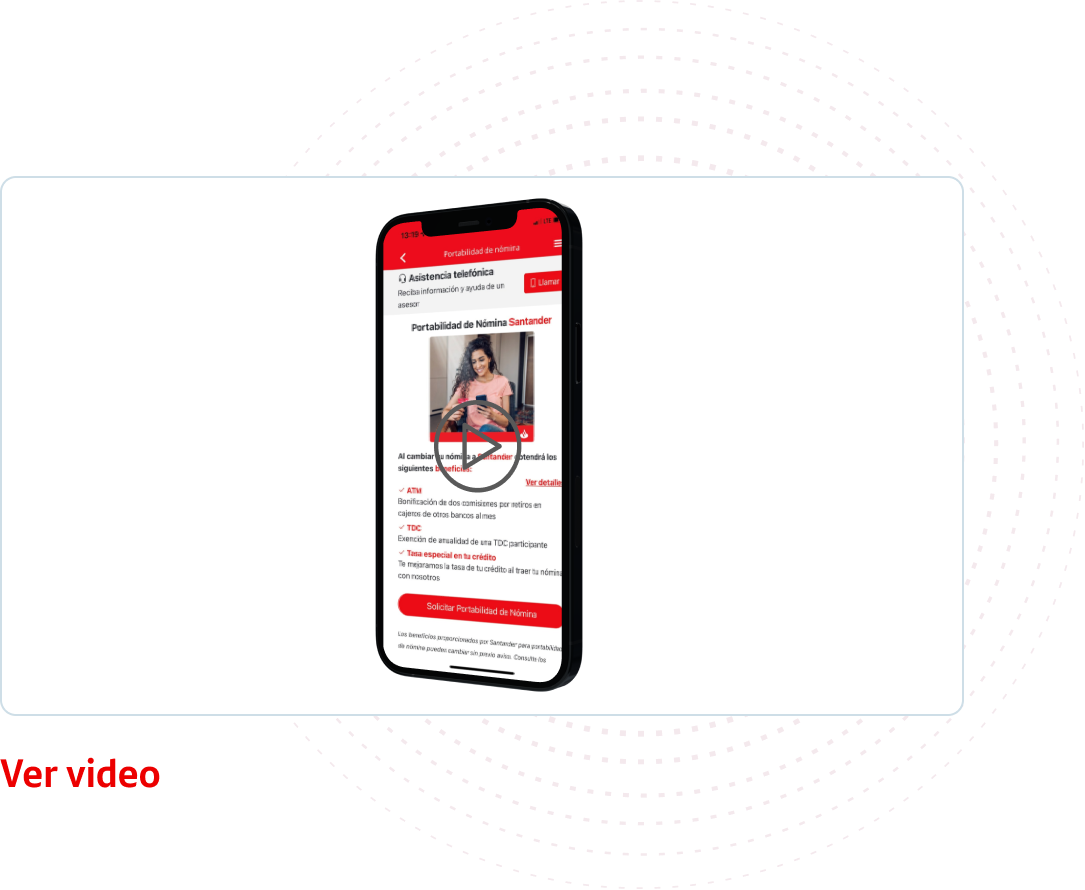 13:19
LTE
Portabilidad de nómina
Asistencia telefónica
Reciba información y ayuda de un
asesor
Llamar
Portabilidad de Nómina Santander
Al cambiar su nómina a Santander obtendrá los
siguientes beneficios:
Ver detalle
ATM
Bonificación de dos comisiones por retiros en
cajeros de otros bancos al mes
TDC
Exención de anualidad de una TDC participante
Tasa especial en tu crédito
Te mejoramos la tasa de tu crédito al traer tu nómina
con nosotros
Solicitar Portabilidad de Nómina
Los beneficios proporcionados por Santander para portabilidad
de nómina pueden cambiar sin previo aviso. Consulte los
Ver video